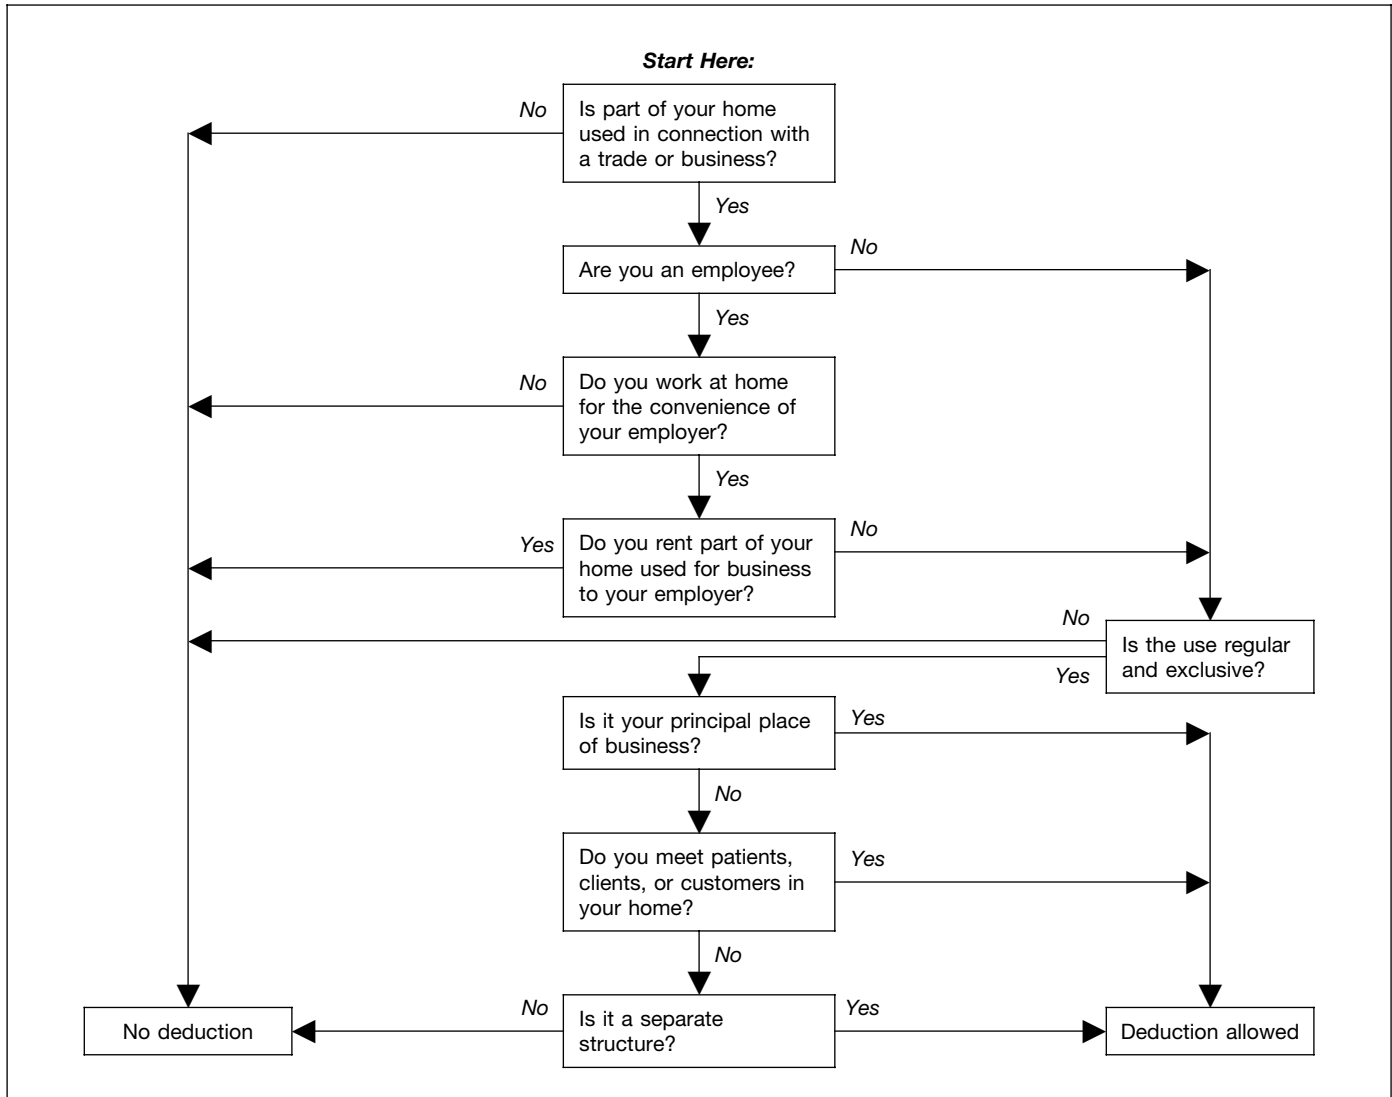 Start Here:
No
Is part of your home
used in connection with
a trade or business?
Yes
No
Are you an employee?
Yes
No
Do you work at home
for the convenience of
your employer?
Yes
Yes
Do you rent part of your
home used for business
to your employer?
No
No
Is the use regular
and exclusive?
Yes
Is it your principal place
of business?
Yes
No
Do you meet patients,
clients, or customers in
your home?
Yes
No
No
Is it a separate
structure?
Yes
No deduction
Deduction allowed